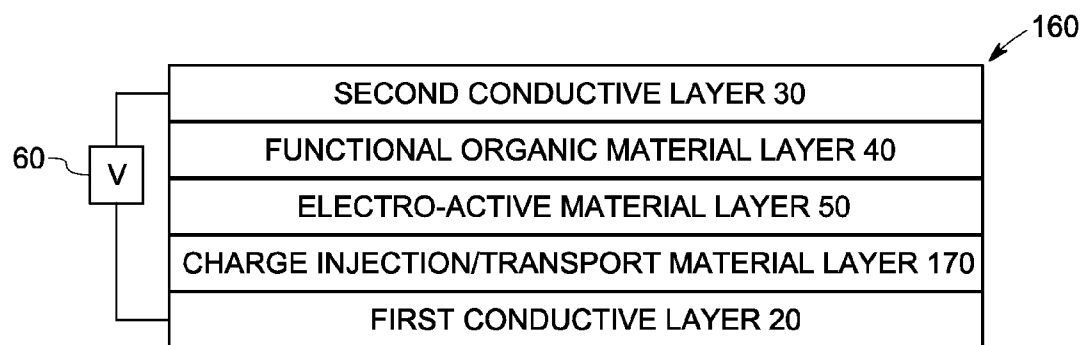 160
SECOND CONDUCTIVE LAYER 30
FUNCTIONAL ORGANIC MATERIAL LAYER 40
60
V
ELECTRO-ACTIVE MATERIAL LAYER 50
CHARGE INJECTION/TRANSPORT MATERIAL LAYER 170
FIRST CONDUCTIVE LAYER 20